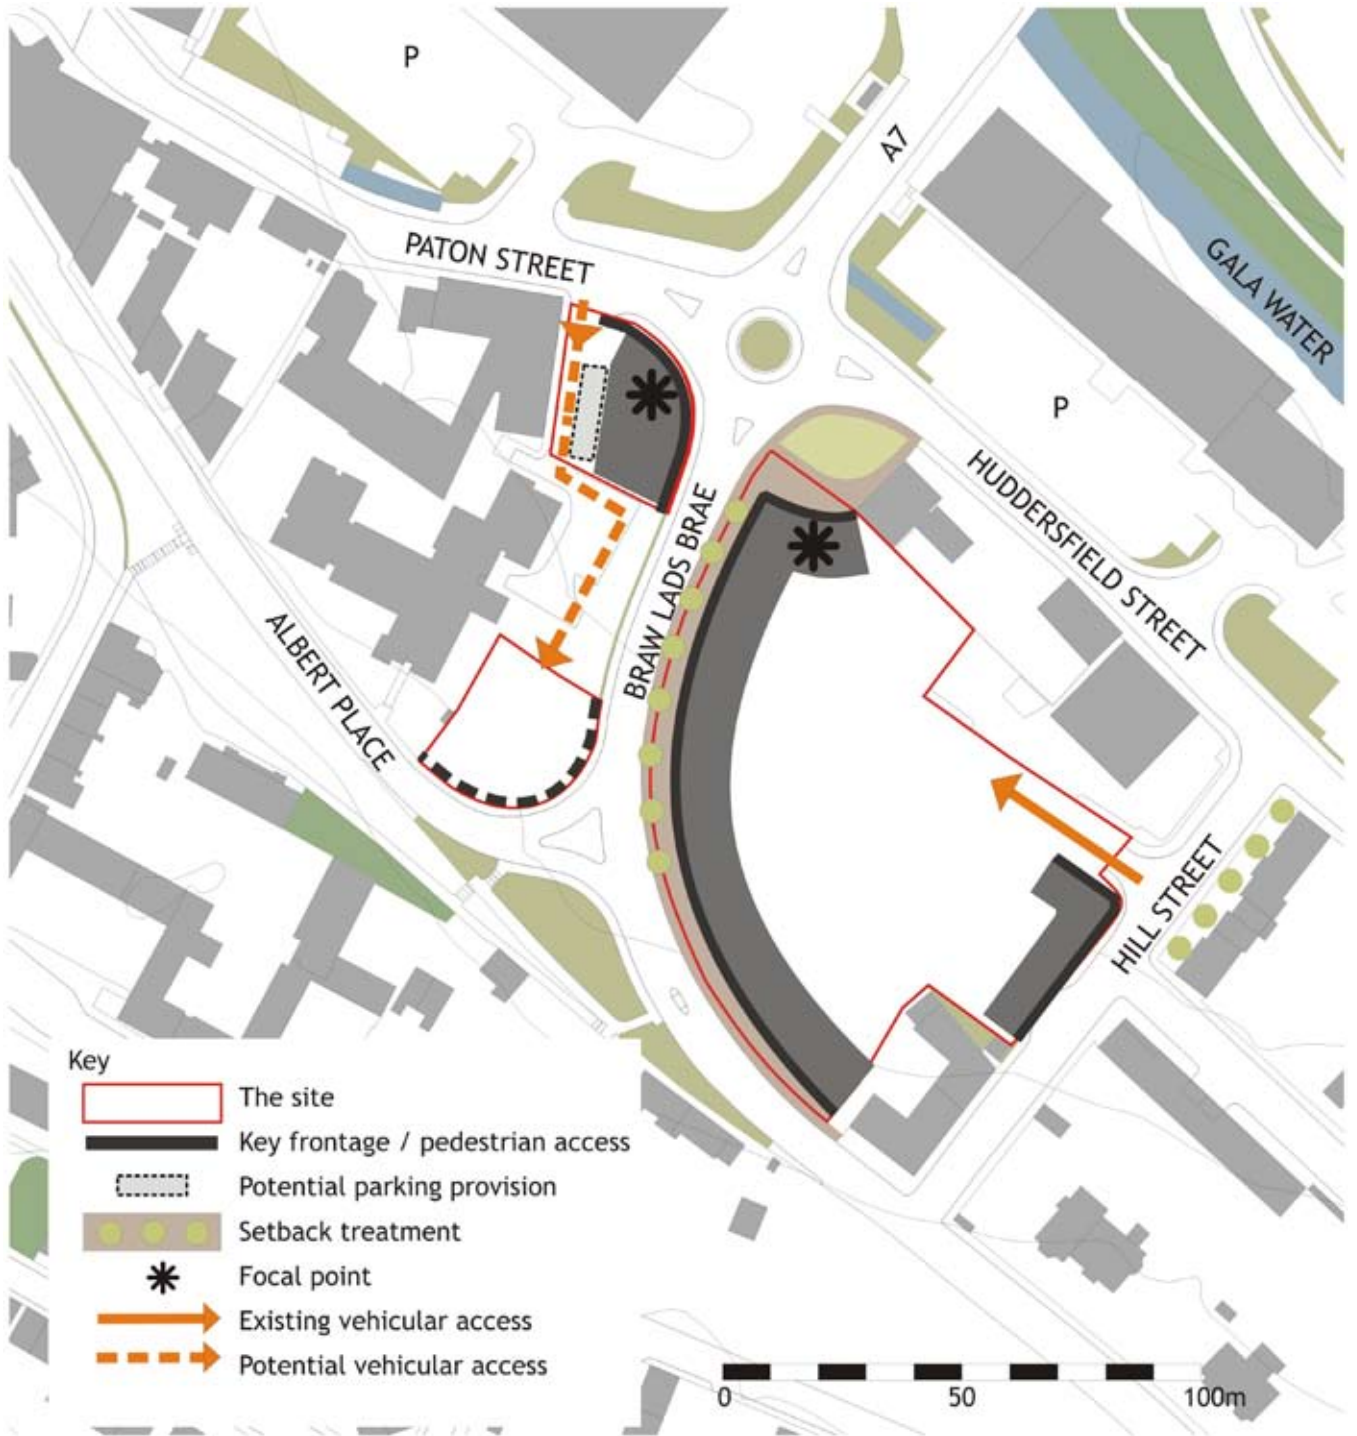 P
A7
PATON STREET
GALA WATER
P
HUDDERSFIELD STREET
BRAW LADS BRAE
ALBERT PLACE
HILL STREET
Key
The site
Key frontage / pedestrian access
Potential parking provision
Setback treatment
Focal point
Existing vehicular access
Potential vehicular access
0 50 100m